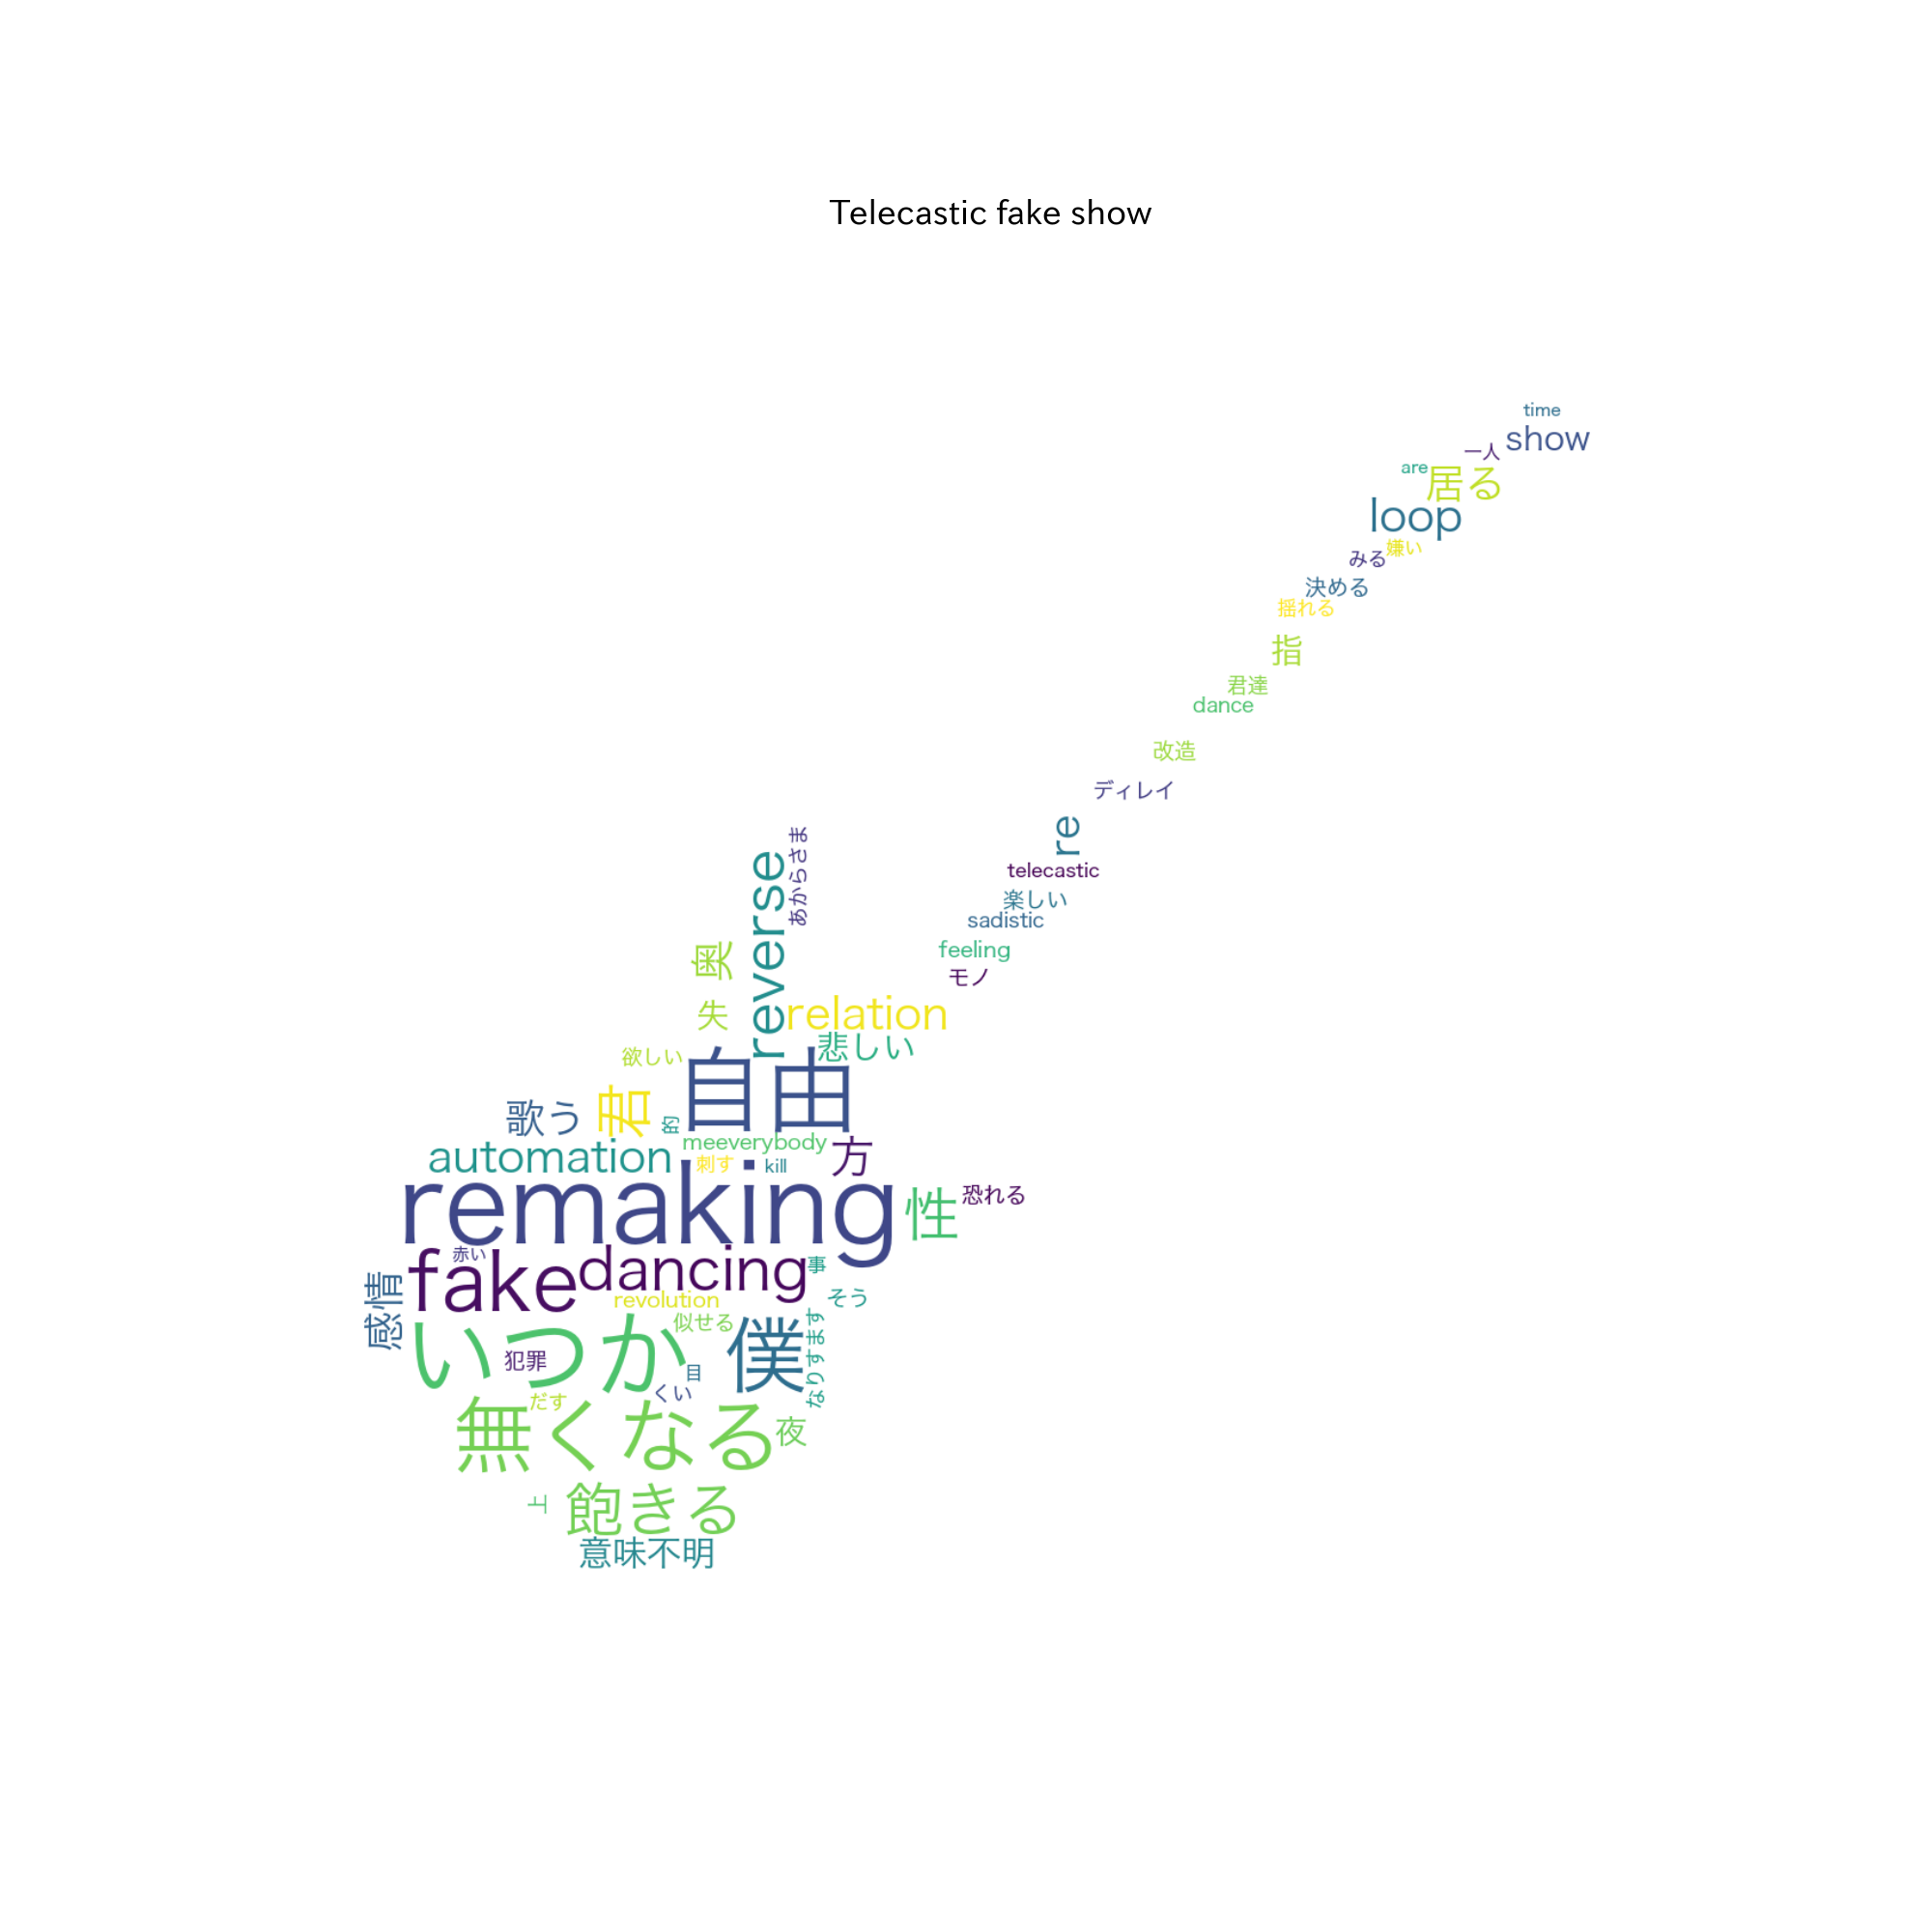 Telecastic fake show
time
show
一人
are
居る
loop
嫌い
みる
決める
揺れる
指
君達
dance
改造
ディレイ
re
telecastic
楽しい
sadistic
feeling
モノ
あからさま
reverse
奥
失
relation
悲しい
欲しい
自由
君
歌う
的
meeverybody
方
automation
刺す
kill
remaking
性
恐れる
赤い
fake
dancing
事
感情
revolution
そう
似せる
いつか
僕
なりすます
犯罪
目
くい
だす
無くなる
夜
上
飽きる
意味不明